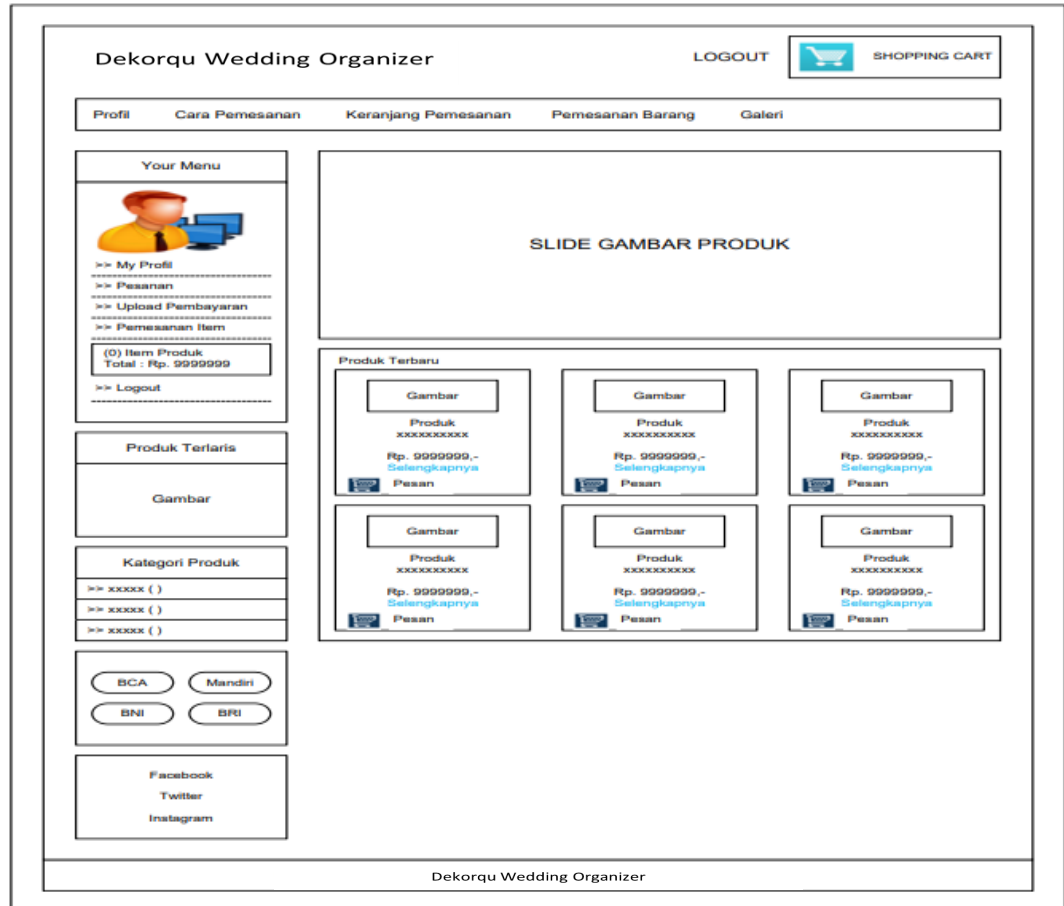 Dekorqu Wedding Organizer
LOGOUT
SHOPPING CART
Profil Cara Pemesanan Keranjang Pemesanan Pemesanan Barang Galeri
Your Menu
>> My Profil
>> Pesanan
>> Upload Pembayaran
>> Pemesanan Item
(0) Item Produk
Total : Rp. 9999999
>> Logout
Produk Terlaris
Gambar
Kategori Produk
>> xxxxx ( )
>> xxxxx ( )
>> xxxxx ( )
BCA Mandiri
BNI BRI
Facebook
Twitter
Instagram
SLIDE GAMBAR PRODUK
Produk Terbaru
Gambar
Produk
xxxxxxxxxx
Rp. 9999999,-
Selengkapnya
Pesan
Gambar
Produk
xxxxxxxxxx
Rp. 9999999,-
Selengkapnya
Pesan
Gambar
Produk
xxxxxxxxxx
Rp. 9999999,-
Selengkapnya
Pesan
Gambar
Produk
xxxxxxxxxx
Rp. 9999999,-
Selengkapnya
Pesan
Gambar
Produk
xxxxxxxxxx
Rp. 9999999,-
Selengkapnya
Pesan
Gambar
Produk
xxxxxxxxxx
Rp. 9999999,-
Selengkapnya
Pesan
Dekorqu Wedding Organizer